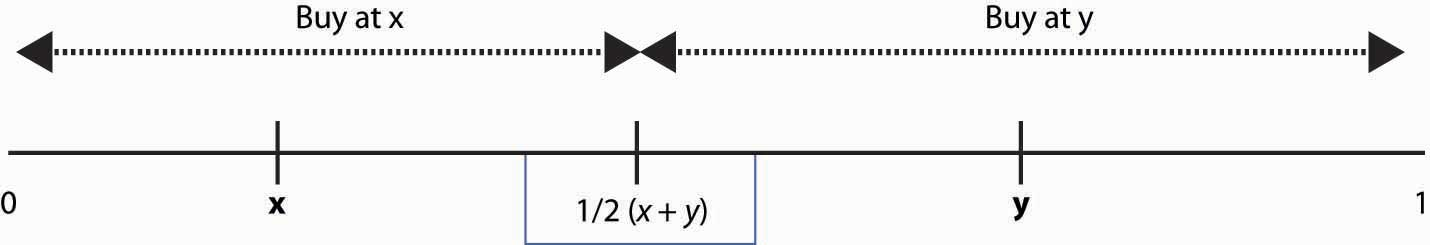 Buy at x
Buy at y
0
x
1/2 (x + y)
y
1